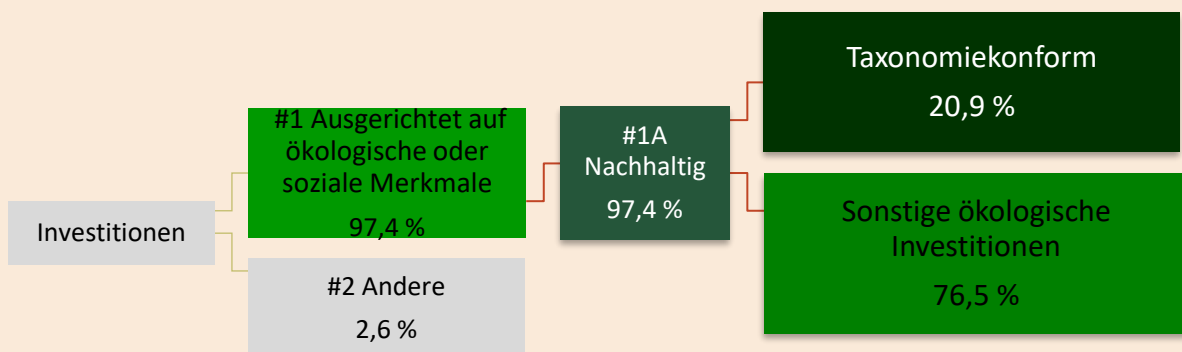 Investitionen
#1 Ausgerichtet auf
ökologische oder
soziale Merkmale
97,4 %
#2 Andere
2,6 %
#1A
Nachhaltig
97,4 %
Taxonomiekonform
20,9 %
Sonstige ökologische
Investitionen
76,5 %